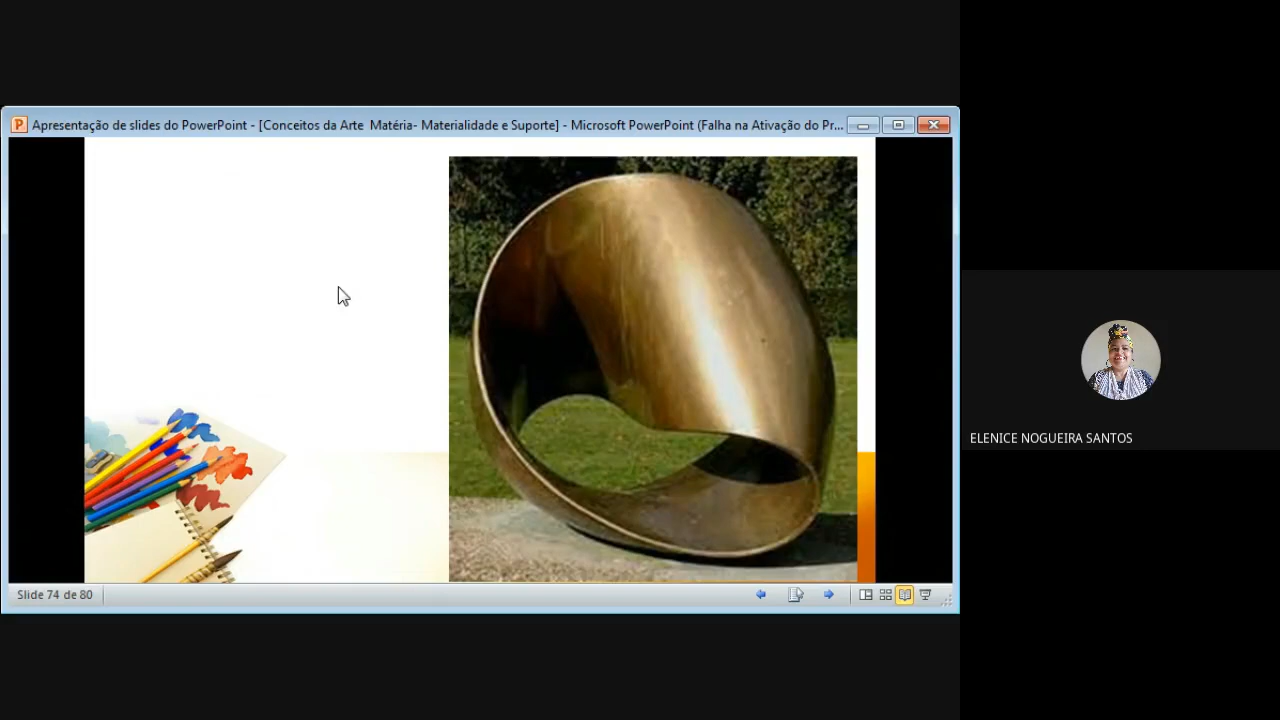 Apresentação de slides do PowerPoint - [Conceitos da Arte Matéria- Materialidade e Suporte] - Microsoft PowerPoint (Falha na Ativação do Pr...
ELENICE NOGUEIRA SANTOS
Slide 74 de 80